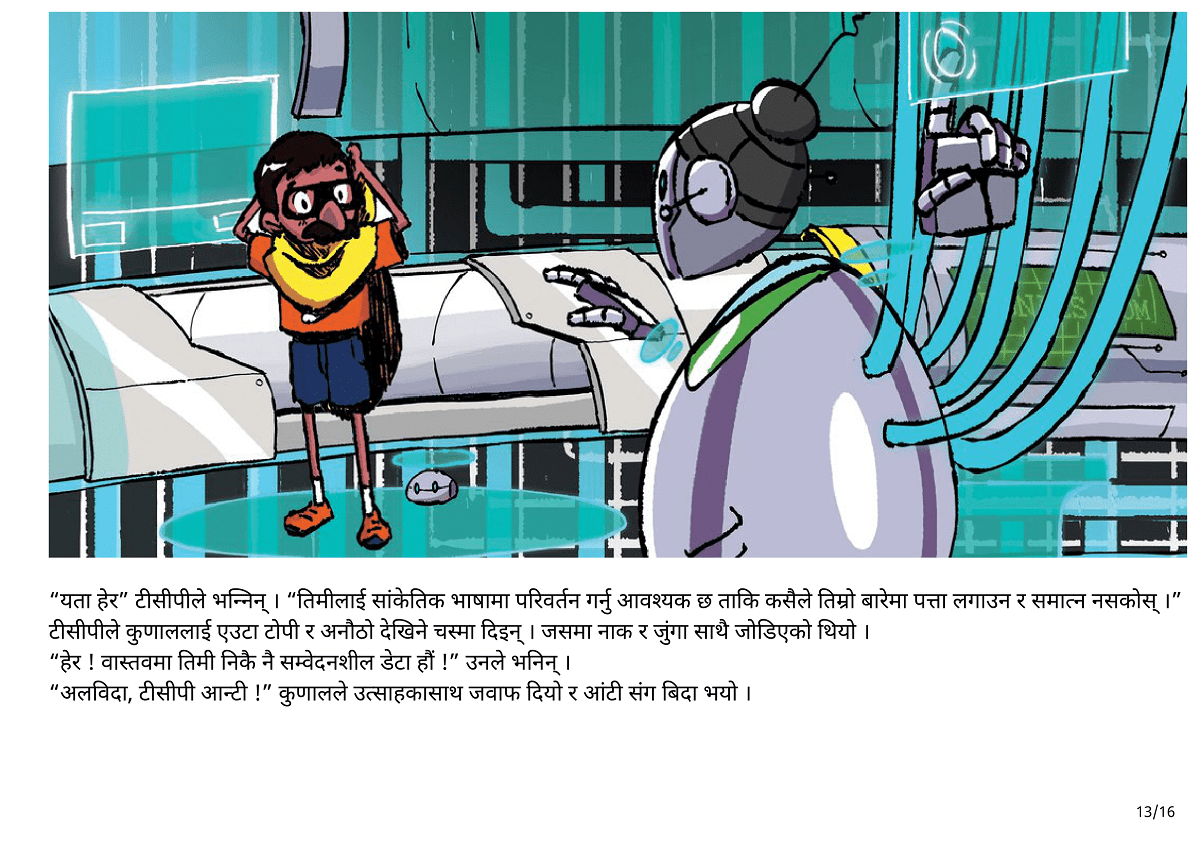 “यता हेर” टीसीपीले भन्निन् । “तिमीलाई सांकेतिक भाषामा परिवर्तन गर्नु आवश्यक छ ताकि कसैले तिम्रो बारेमा पत्ता लगाउन र समात्न नसकोस् ।”
टीसीपीले कुणाललाई एउटा टोपी र अनौठो देखिने चस्मा दिइन् । जसमा नाक र जुंगा साथै जोडिएको थियो ।
“हेर ! वास्तवमा तिमी निकै नै सम्वेदनशील डेटा हौं !” उनले भनिन् ।
“अलविदा, टीसीपी आन्टी !” कुणालले उत्साहकासाथ जवाफ दियो र आंटी संग बिदा भयो ।
13/16